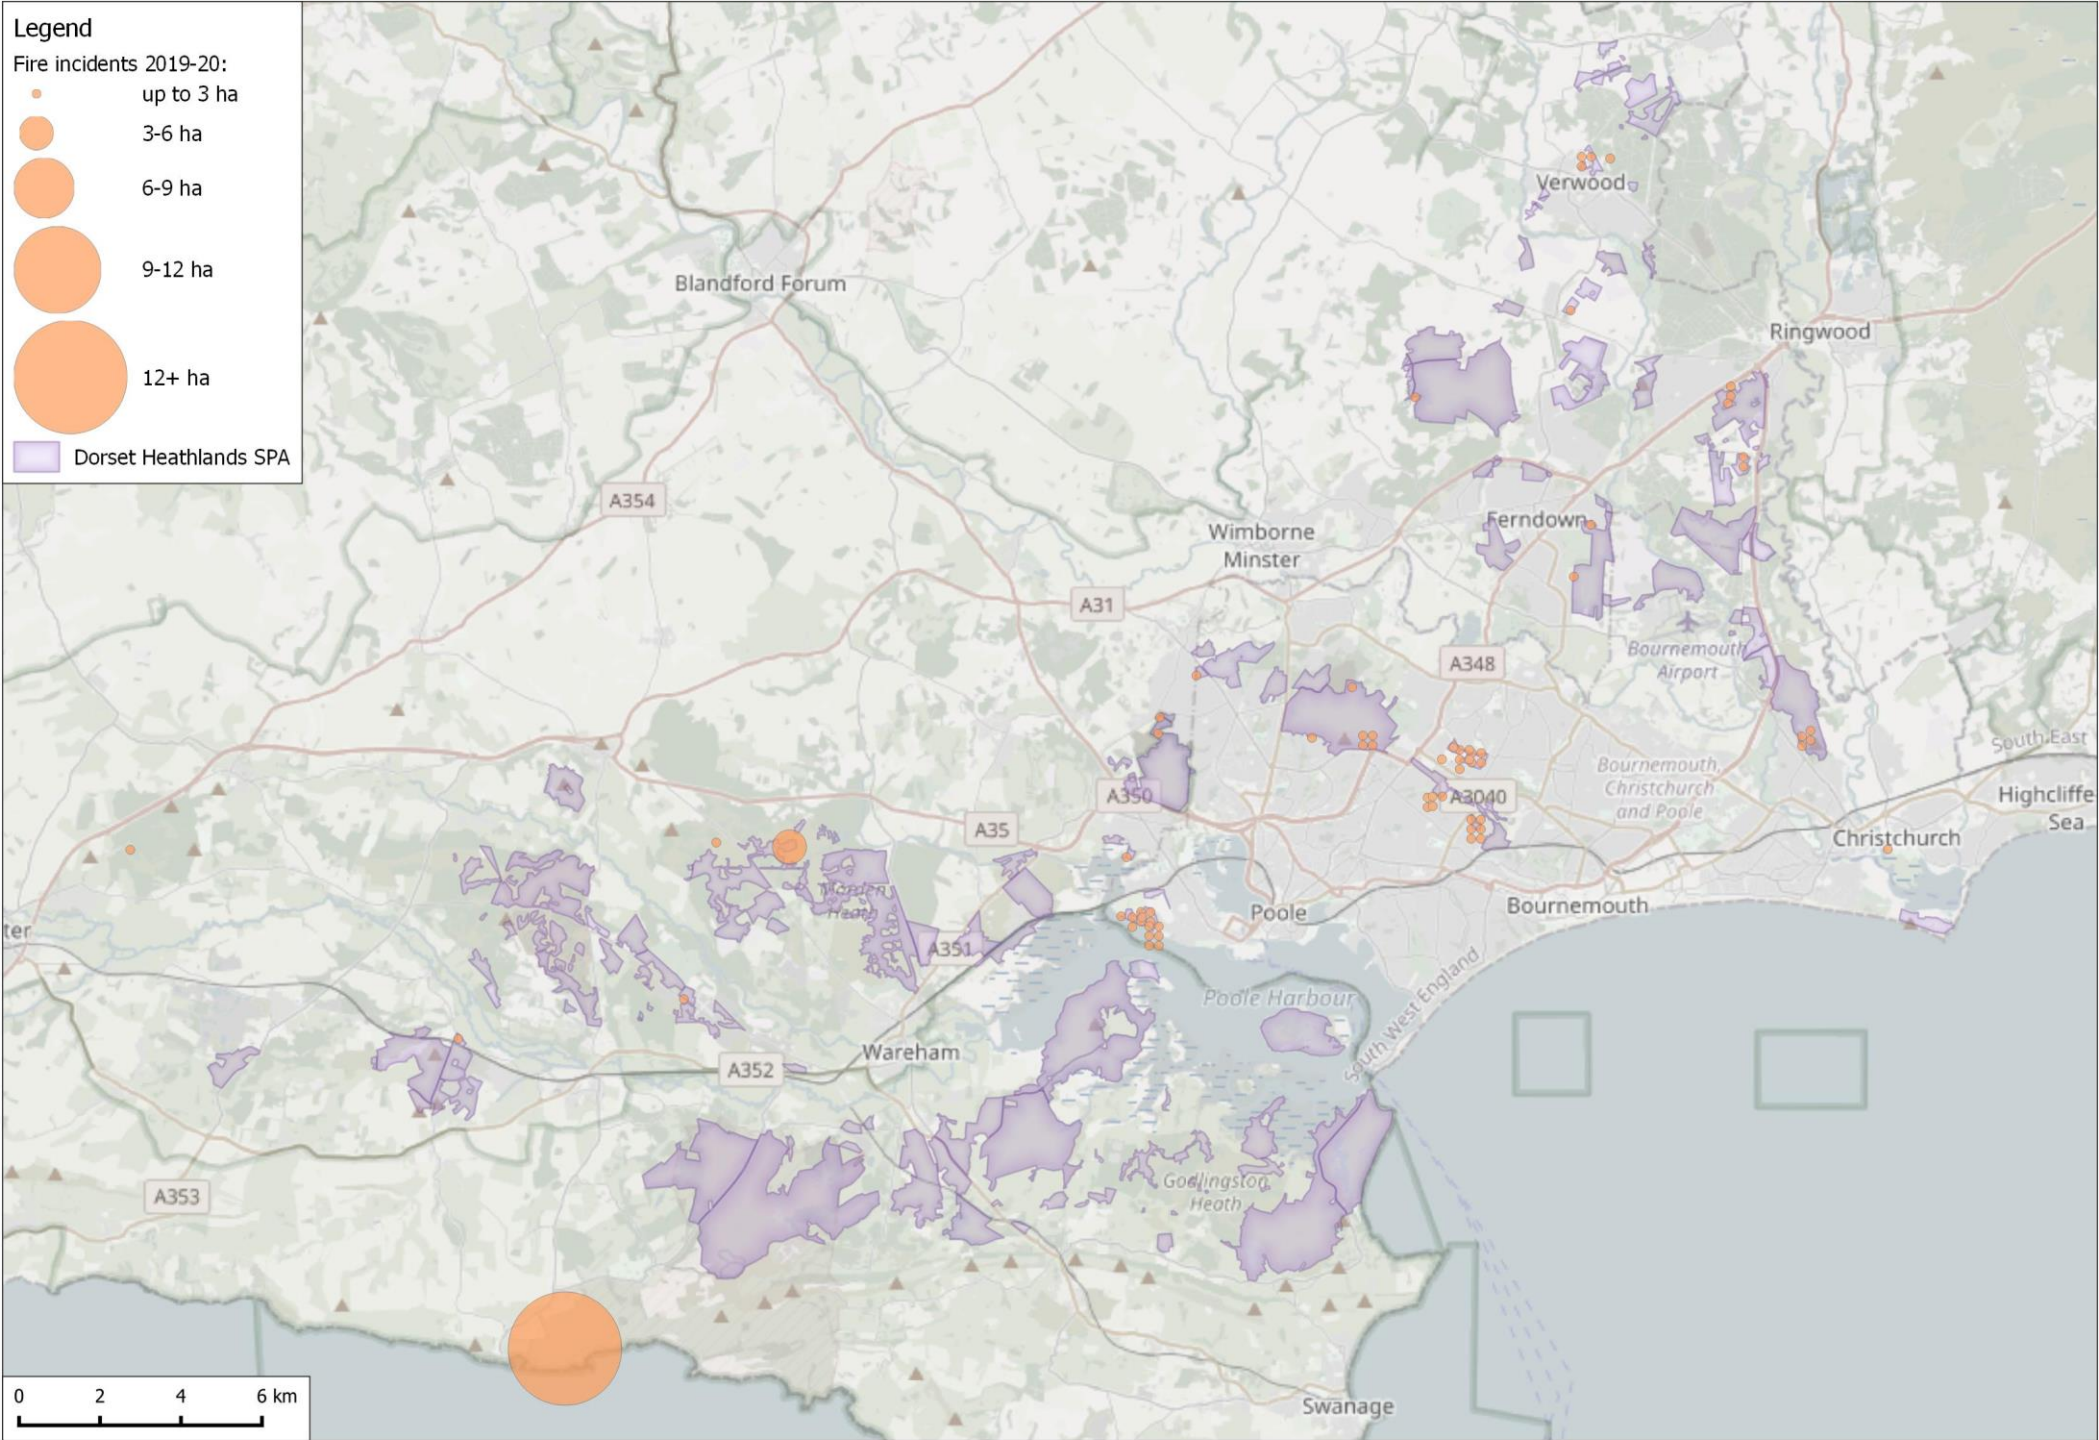 Legend
Fire incidents 2019-20:
up to 3 ha
3-6 ha
6-9 ha
9-12 ha
12+ ha
Dorset Heathlands SPA
Verwood
Blandford Forum
Ringwood
A354
Ferndown
Wimborne
Minster
A31
Bournemouth
Airport
A348
South East
Bournemouth,
Christchurch
and Poole
A350
A3040
Highcliffe
Sea
A35
Christchurch
Morden
Heath
Poole
Bournemouth
ter
A351
South West England
Poole Harbour
Wareham
A352
Godlingston
Heath
A353
0 2 4 6 km
Swanage